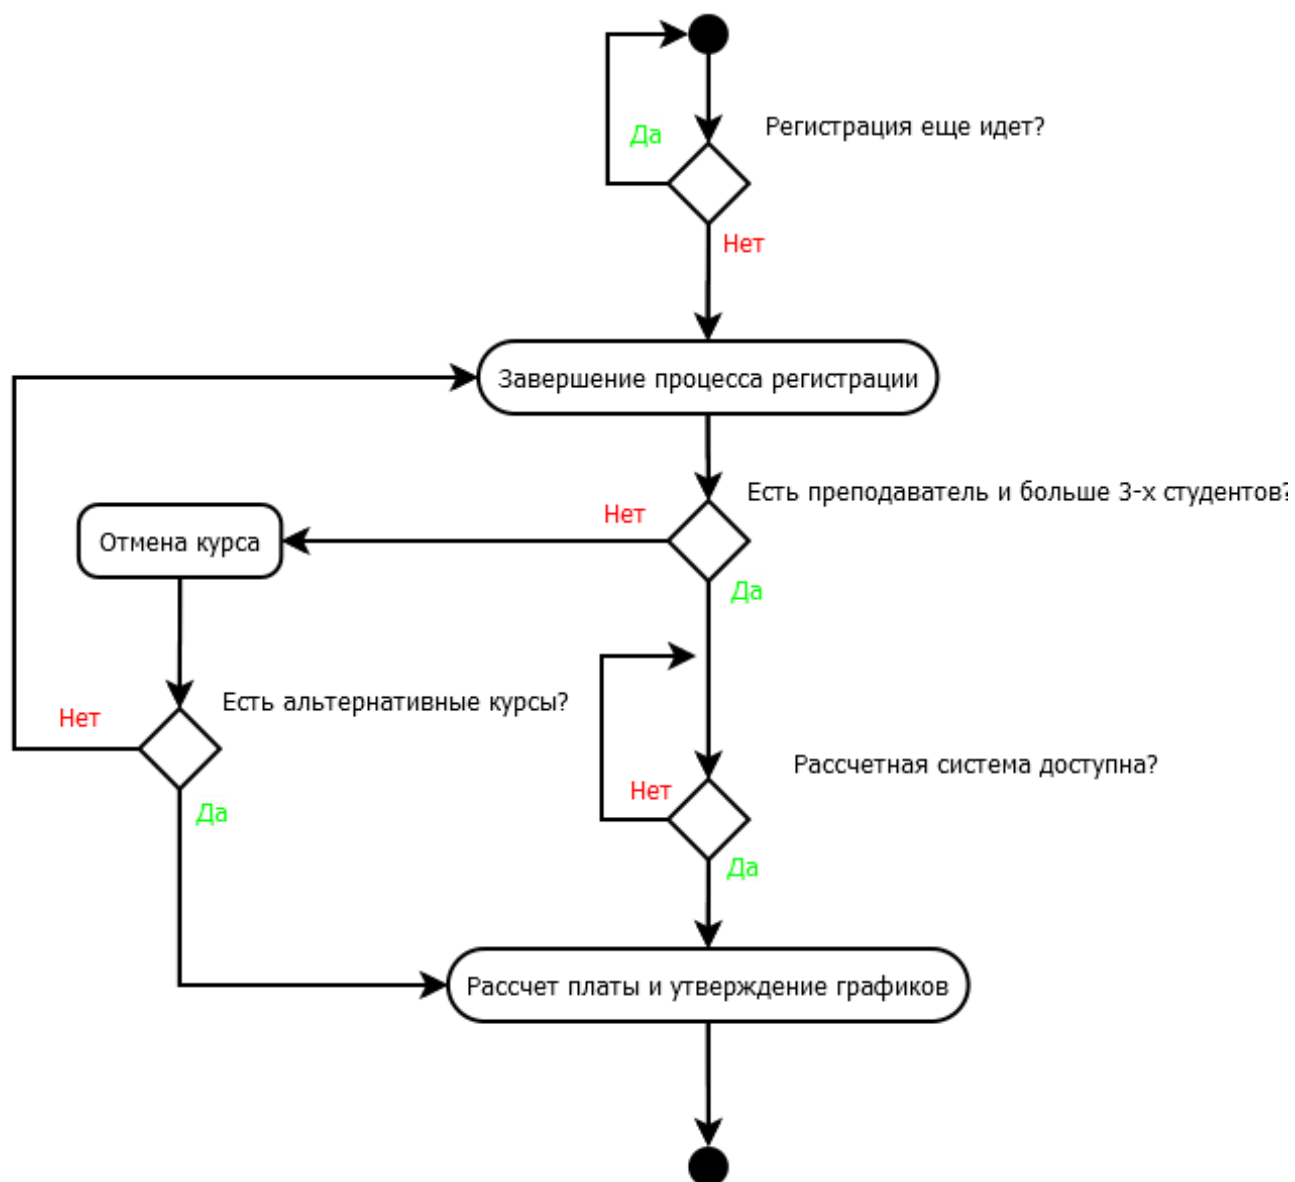 Регистрация еще идет?
Да
Нет
Завершение процесса регистрации
Есть преподаватель и больше 3-х студентов?
Нет
Отмена курса
Да
Есть альтернативные курсы?
Нет
Рассчетная система доступна?
Нет
Да
Да
Рассчет платы и утверждение графиков